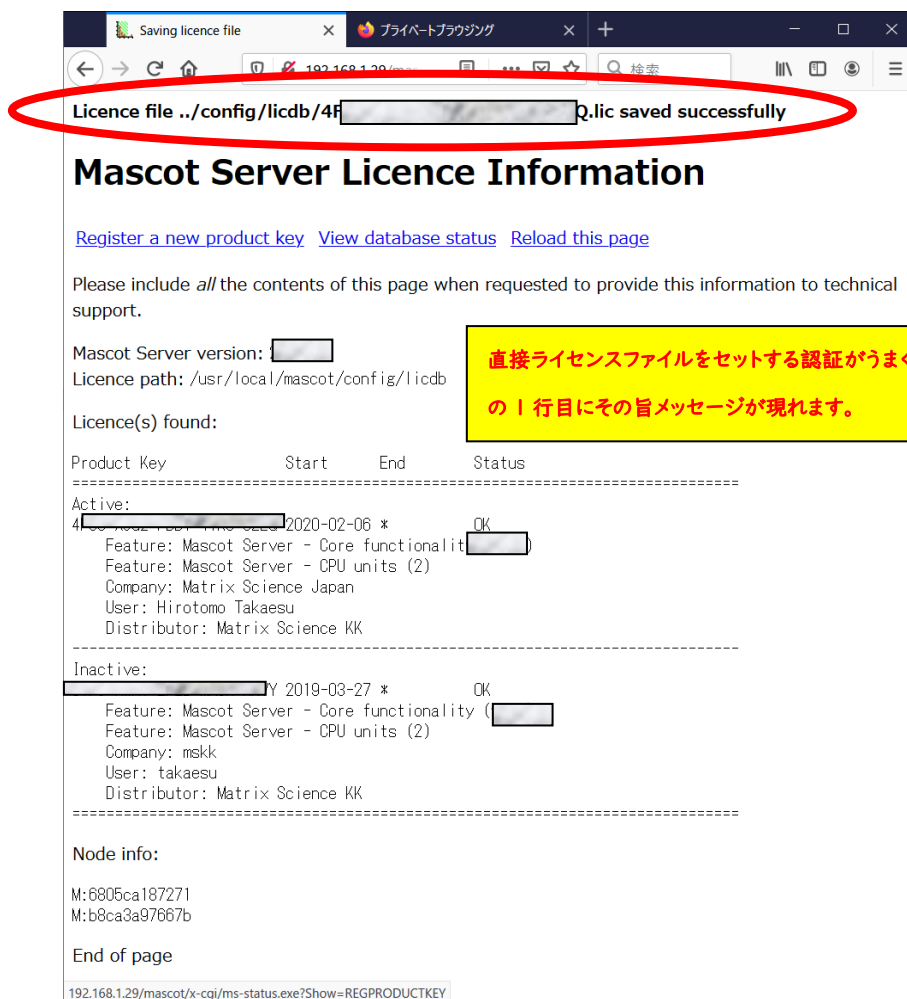 Saving licence file
プライベートブラウジング
192.168.1.29/mas
検索
Licence file ../config/licdb/4F Q.lic saved successfully
Mascot Server Licence Information
Register a new product key View database status Reload this page
Please include all the contents of this page when requested to provide this information to technical
support.
Mascot Server version:
Licence path: /usr/local/mascot/config/licdb
直接ライセンスファイルをセットする認証がうまく
の 1 行目にその旨メッセージが現れます。
Licence(s) found:
Product Key Start End Status
================================================================================
Active:
2020-02-06 * OK
Feature: Mascot Server - Core functionalit )
Feature: Mascot Server - CPU units (2)
Company: Matrix Science Japan
User: Hirotomo Takaesu
Distributor: Matrix Science KK
--------------------------------------------------------------------------------
Inactive:
Y 2019-03-27 * OK
Feature: Mascot Server - Core functionality (
Feature: Mascot Server - CPU units (2)
Company: mskk
User: takaesu
Distributor: Matrix Science KK
================================================================================
Node info:
M:6805ca187271
M:b8ca3a97667b
End of page
192.168.1.29/mascot/x-cgi/ms-status.exe?Show=REGPRODUCTKEY